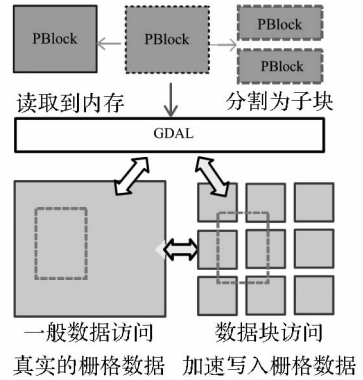 PBlock
PBlock
PBlock
PBlock
读取到内存
分割为子块
GDAL
一般数据访问
数据块访问
真实的栅格数据
加速写入栅格数据